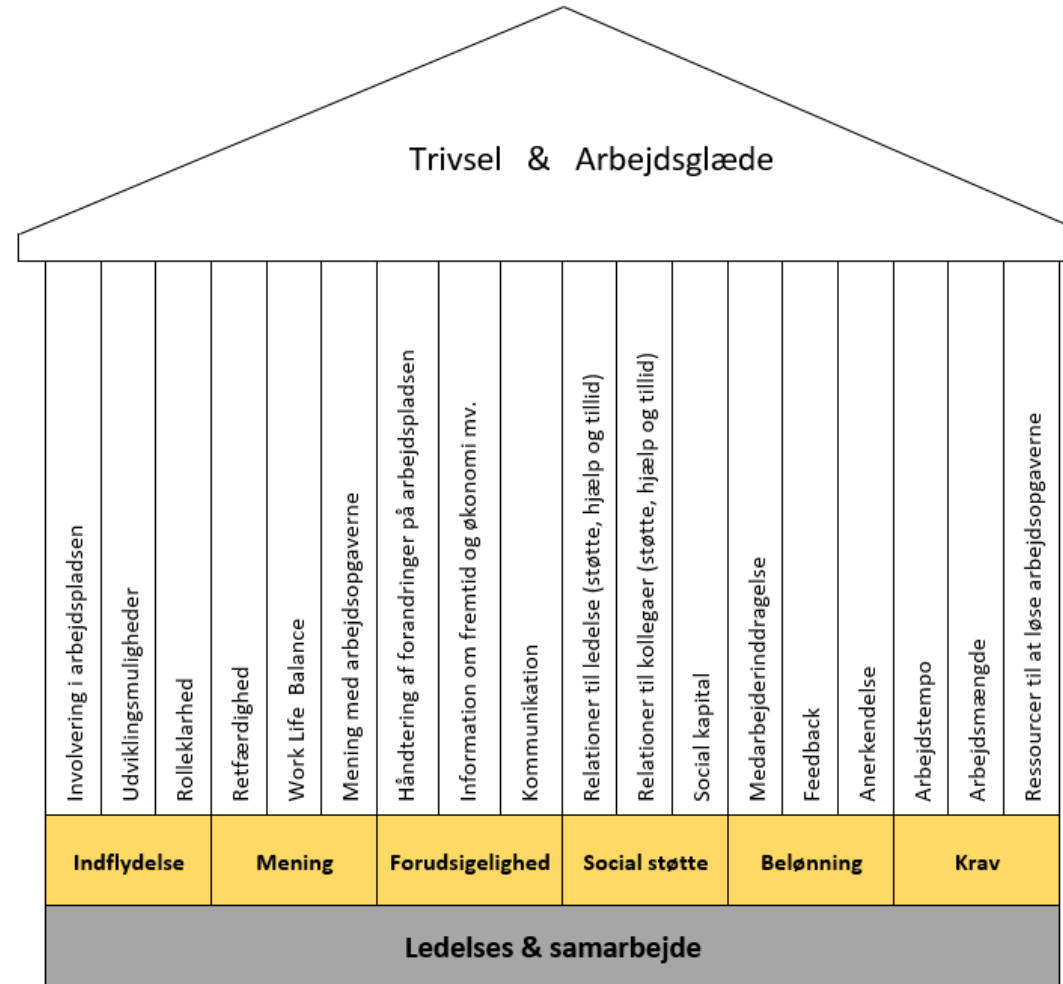 Trivsel & Arbejdsglæde
Involvering i arbejdspladsen
Udviklingsmuligheder
Rolleklarhed
Retfærdighed
Work Life Balance
Mening med arbejdsopgaverne
Håndtering af forandringer på arbejdspladsen
Information om fremtid og økonomi mv.
Kommunikation
Relationer til ledelse (støtte, hjælp og tillid)
Relationer til kollegaer (støtte, hjælp og tillid)
Social kapital
Medarbejderinddragelse
Feedback
Anerkendelse
Arbejdstempo
Arbejdsmængde
Ressourcer til at løse arbejdsopgaverne
Indflydelse
Mening
Forudsigelighed
Social støtte
Belønning
Krav
Ledelses & samarbejde